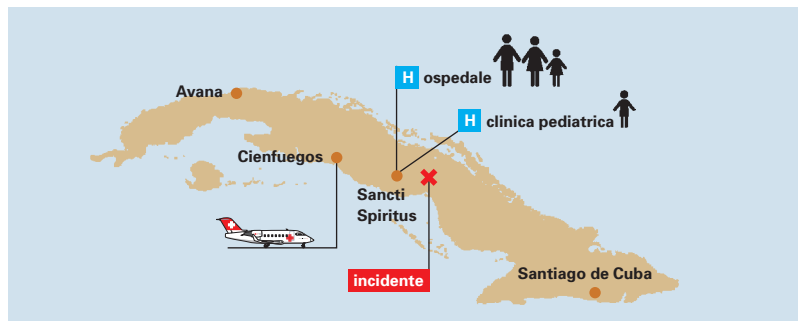 H ospedale
Avana
H clinica pediatrica
Cienfuegos
Sancti
Spiritus
incidente
Santiago de Cuba